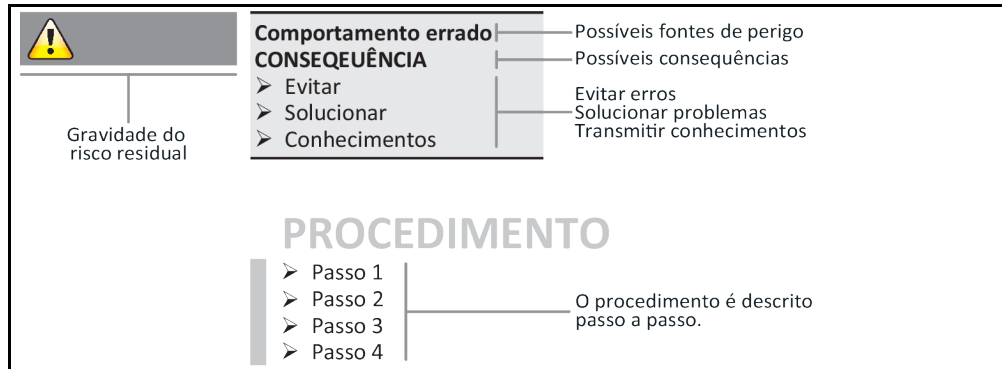 Comportamento errado
Possíveis fontes de perigo
CONSEQEUÊNCIA
Possíveis consequências
➢ Evitar
➢ Solucionar
➢ Conhecimentos
Evitar erros
Solucionar problemas
Transmitir conhecimentos
Gravidade do
risco residual
PROCEDIMENTO
➢ Passo 1
➢ Passo 2
➢ Passo 3
➢ Passo 4
O procedimento é descrito
passo a passo.